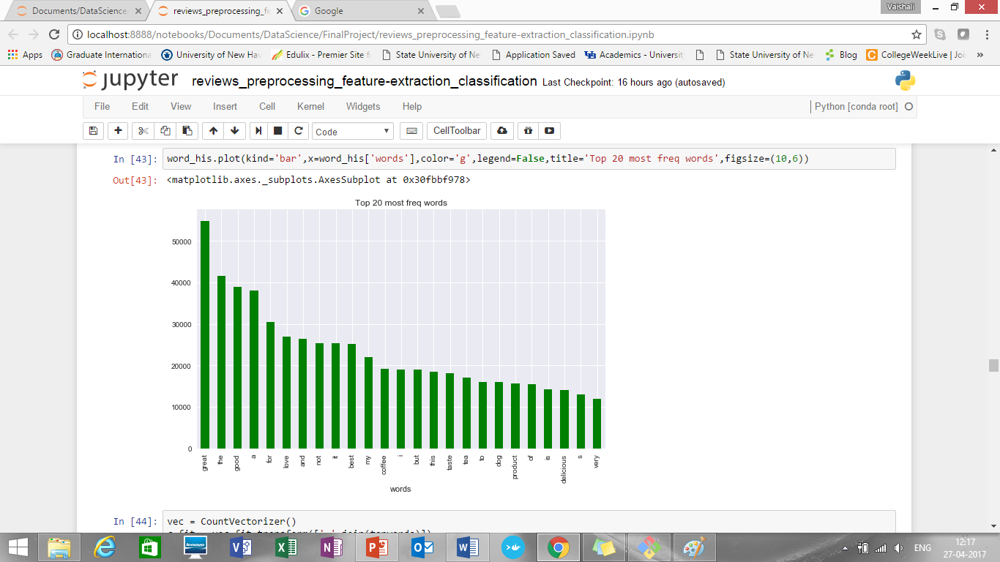 Documents/DataScience
reviews_preprocessing_fe
Google
Vaishali
localhost:8888/notebooks/Documents/DataScience/FinalProject/reviews_preprocessing_feature-extraction_classification.ipynb
Apps
Graduate Internationa
University of New Hav
Edulix - Premier Site f
State University of Ne
Application Saved
Academics - Universit
State University of Ne
Blog
CollegeWeekLive | Joi
»
jupyter
reviews_preprocessing_feature-extraction_classification Last Checkpoint: 16 hours ago (autosaved)
File Edit View Insert Cell Kernel Widgets Help
Python [conda root]
Code
CellToolbar
In [43]: word_his.plot(kind='bar',x=word_his['words'],color='g',legend=False,title='Top 20 most freq words',figsize=(10,6))
Out[43]: <matplotlib.axes._subplots.AxesSubplot at 0x30fbbf978>
Top 20 most freq words
50000
40000
30000
20000
10000
0
great
the
good
a
for
love
and
not
it
best
my
coffee
i
but
this
taste
tea
to
dog
product
of
is
delicious
s
very
words
In [44]: vec = CountVectorizer()
lenovo
ENG
12:17
27-04-2017